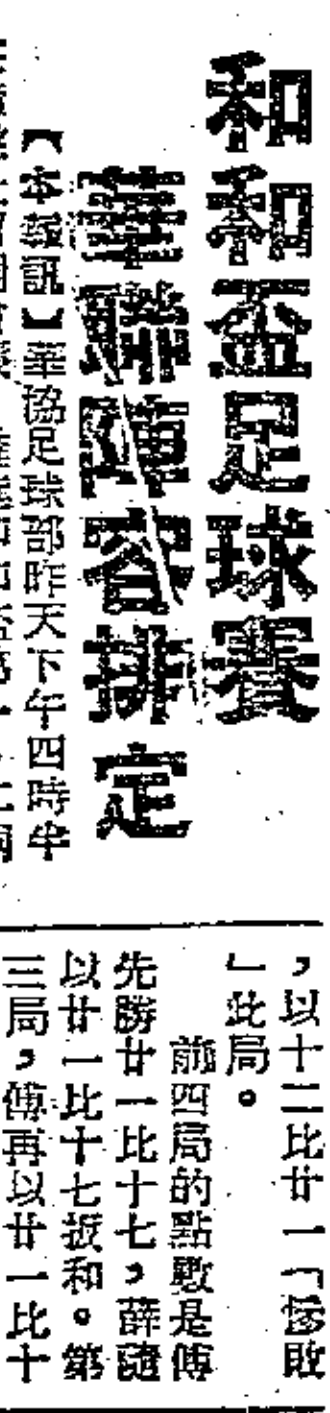 和和盃足球賽
華聯陣容排定
【本報訊】華協足球部昨天下午四時半
，以十二比廿一「慘敗
」此局。
前四局的點數是傅
先勝廿一比十七，薛隨
以廿一比十七扳和。第
三局，傅再以廿一比十